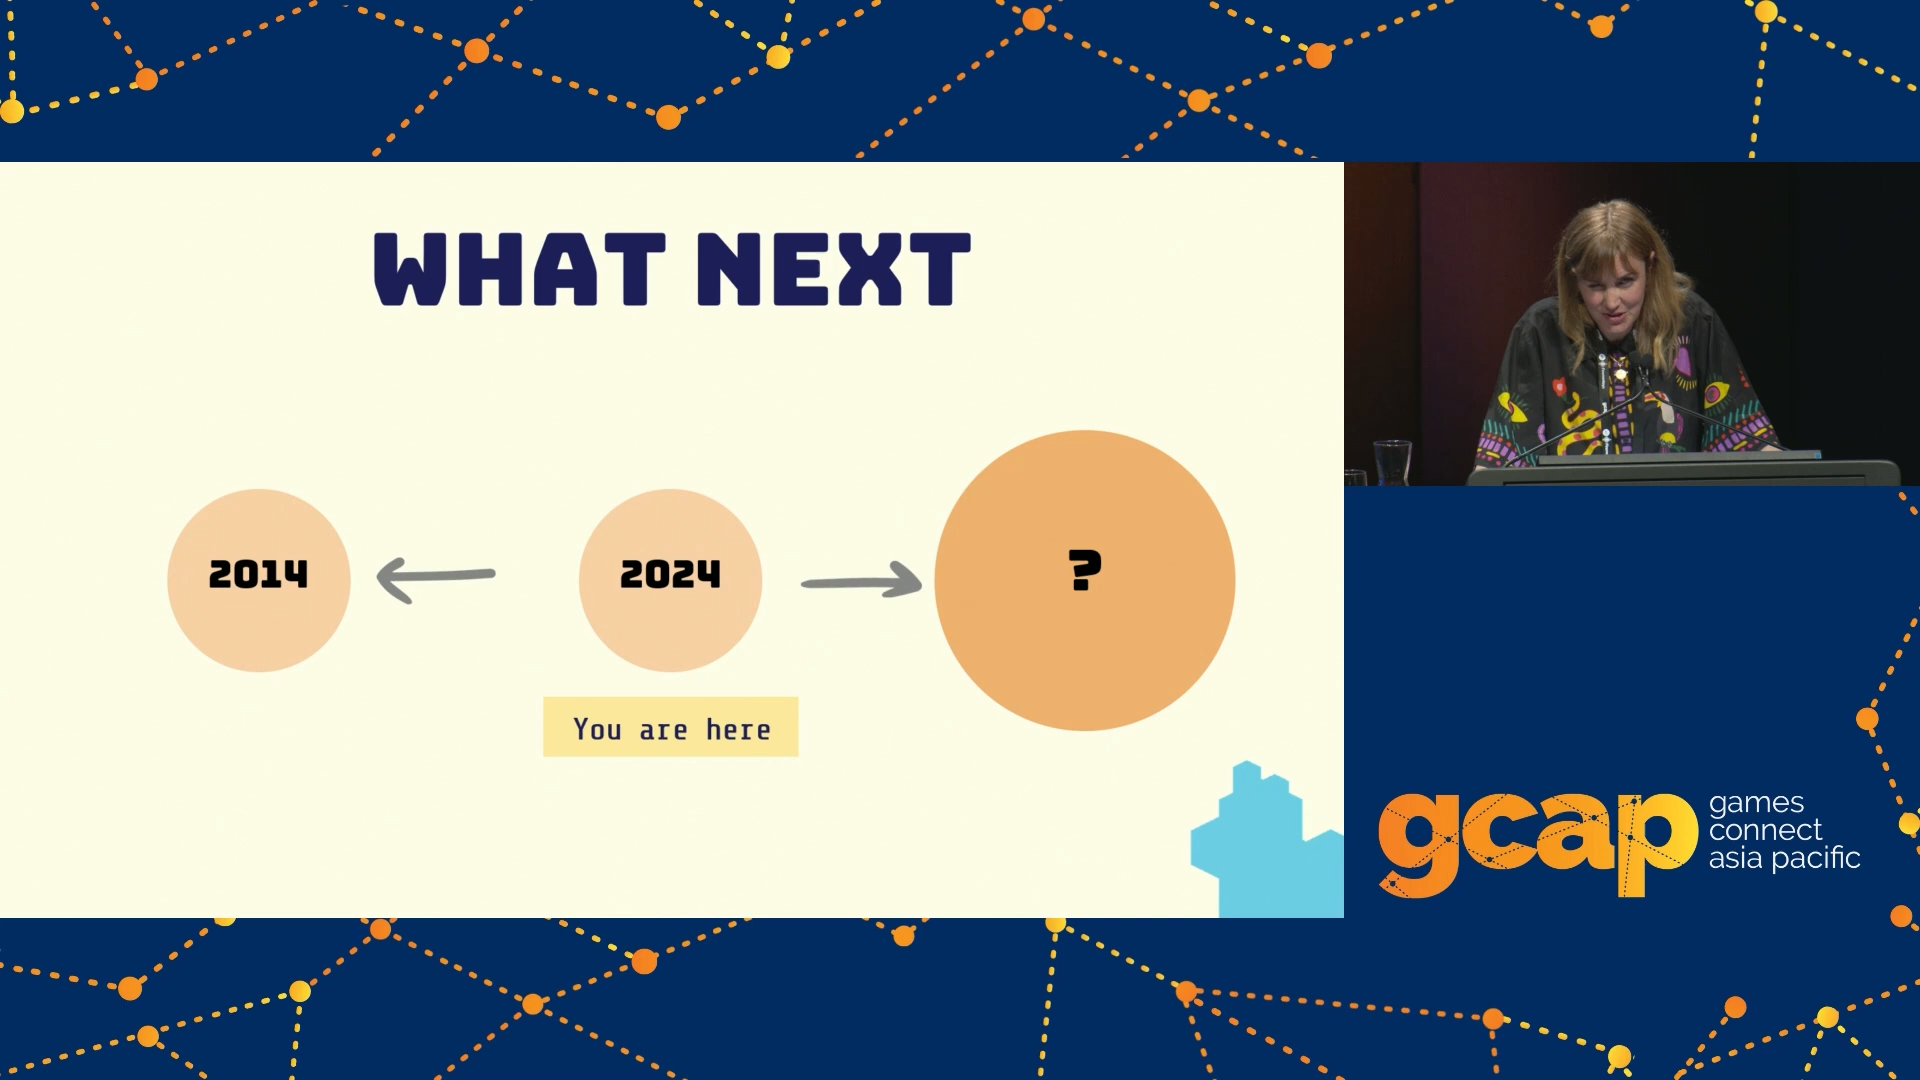 WHAT NEXT
2014
2024
?
You are here
gcap
games
connect
asia pacific